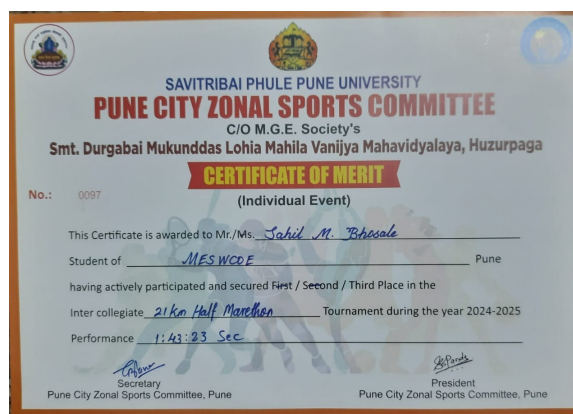 SAVITRIBAI PHULE PUNE UNIVERSITY
PUNE CITY ZONAL SPORTS COMMITTEE
C/O M.G.E. Society's
Smt. Durgabai Mukunddas Lohia Mahila Vanijya Mahavidyalaya, Huzurpaga
CERTIFICATE OF MERIT
(Individual Event)
No.: 0097
This Certificate is awarded to Mr./Ms. Sahil M. Bhosale
Student of MESWCOE Pune
having actively participated and secured First / Second / Third Place in the
Inter collegiate 21km Half Marethon Tournament during the year 2024-2025
Performance 1:43:23 Sec
Secretary
Pune City Zonal Sports Committee, Pune
President
Pune City Zonal Sports Committee, Pune